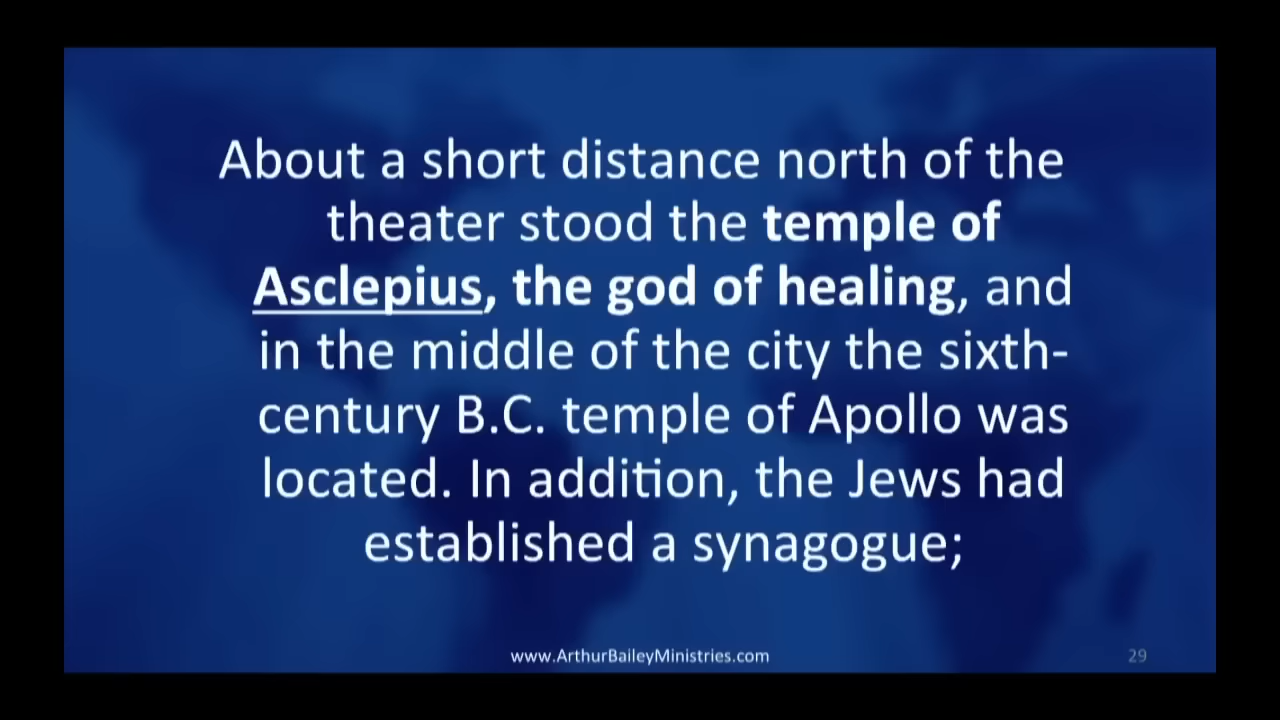 About a short distance north of the
theater stood the temple of
Asclepius, the god of healing, and
in the middle of the city the sixth-
century B.C. temple of Apollo was
located. In addition, the Jews had
established a synagogue;
www.ArthurBaileyMinistries.com
29